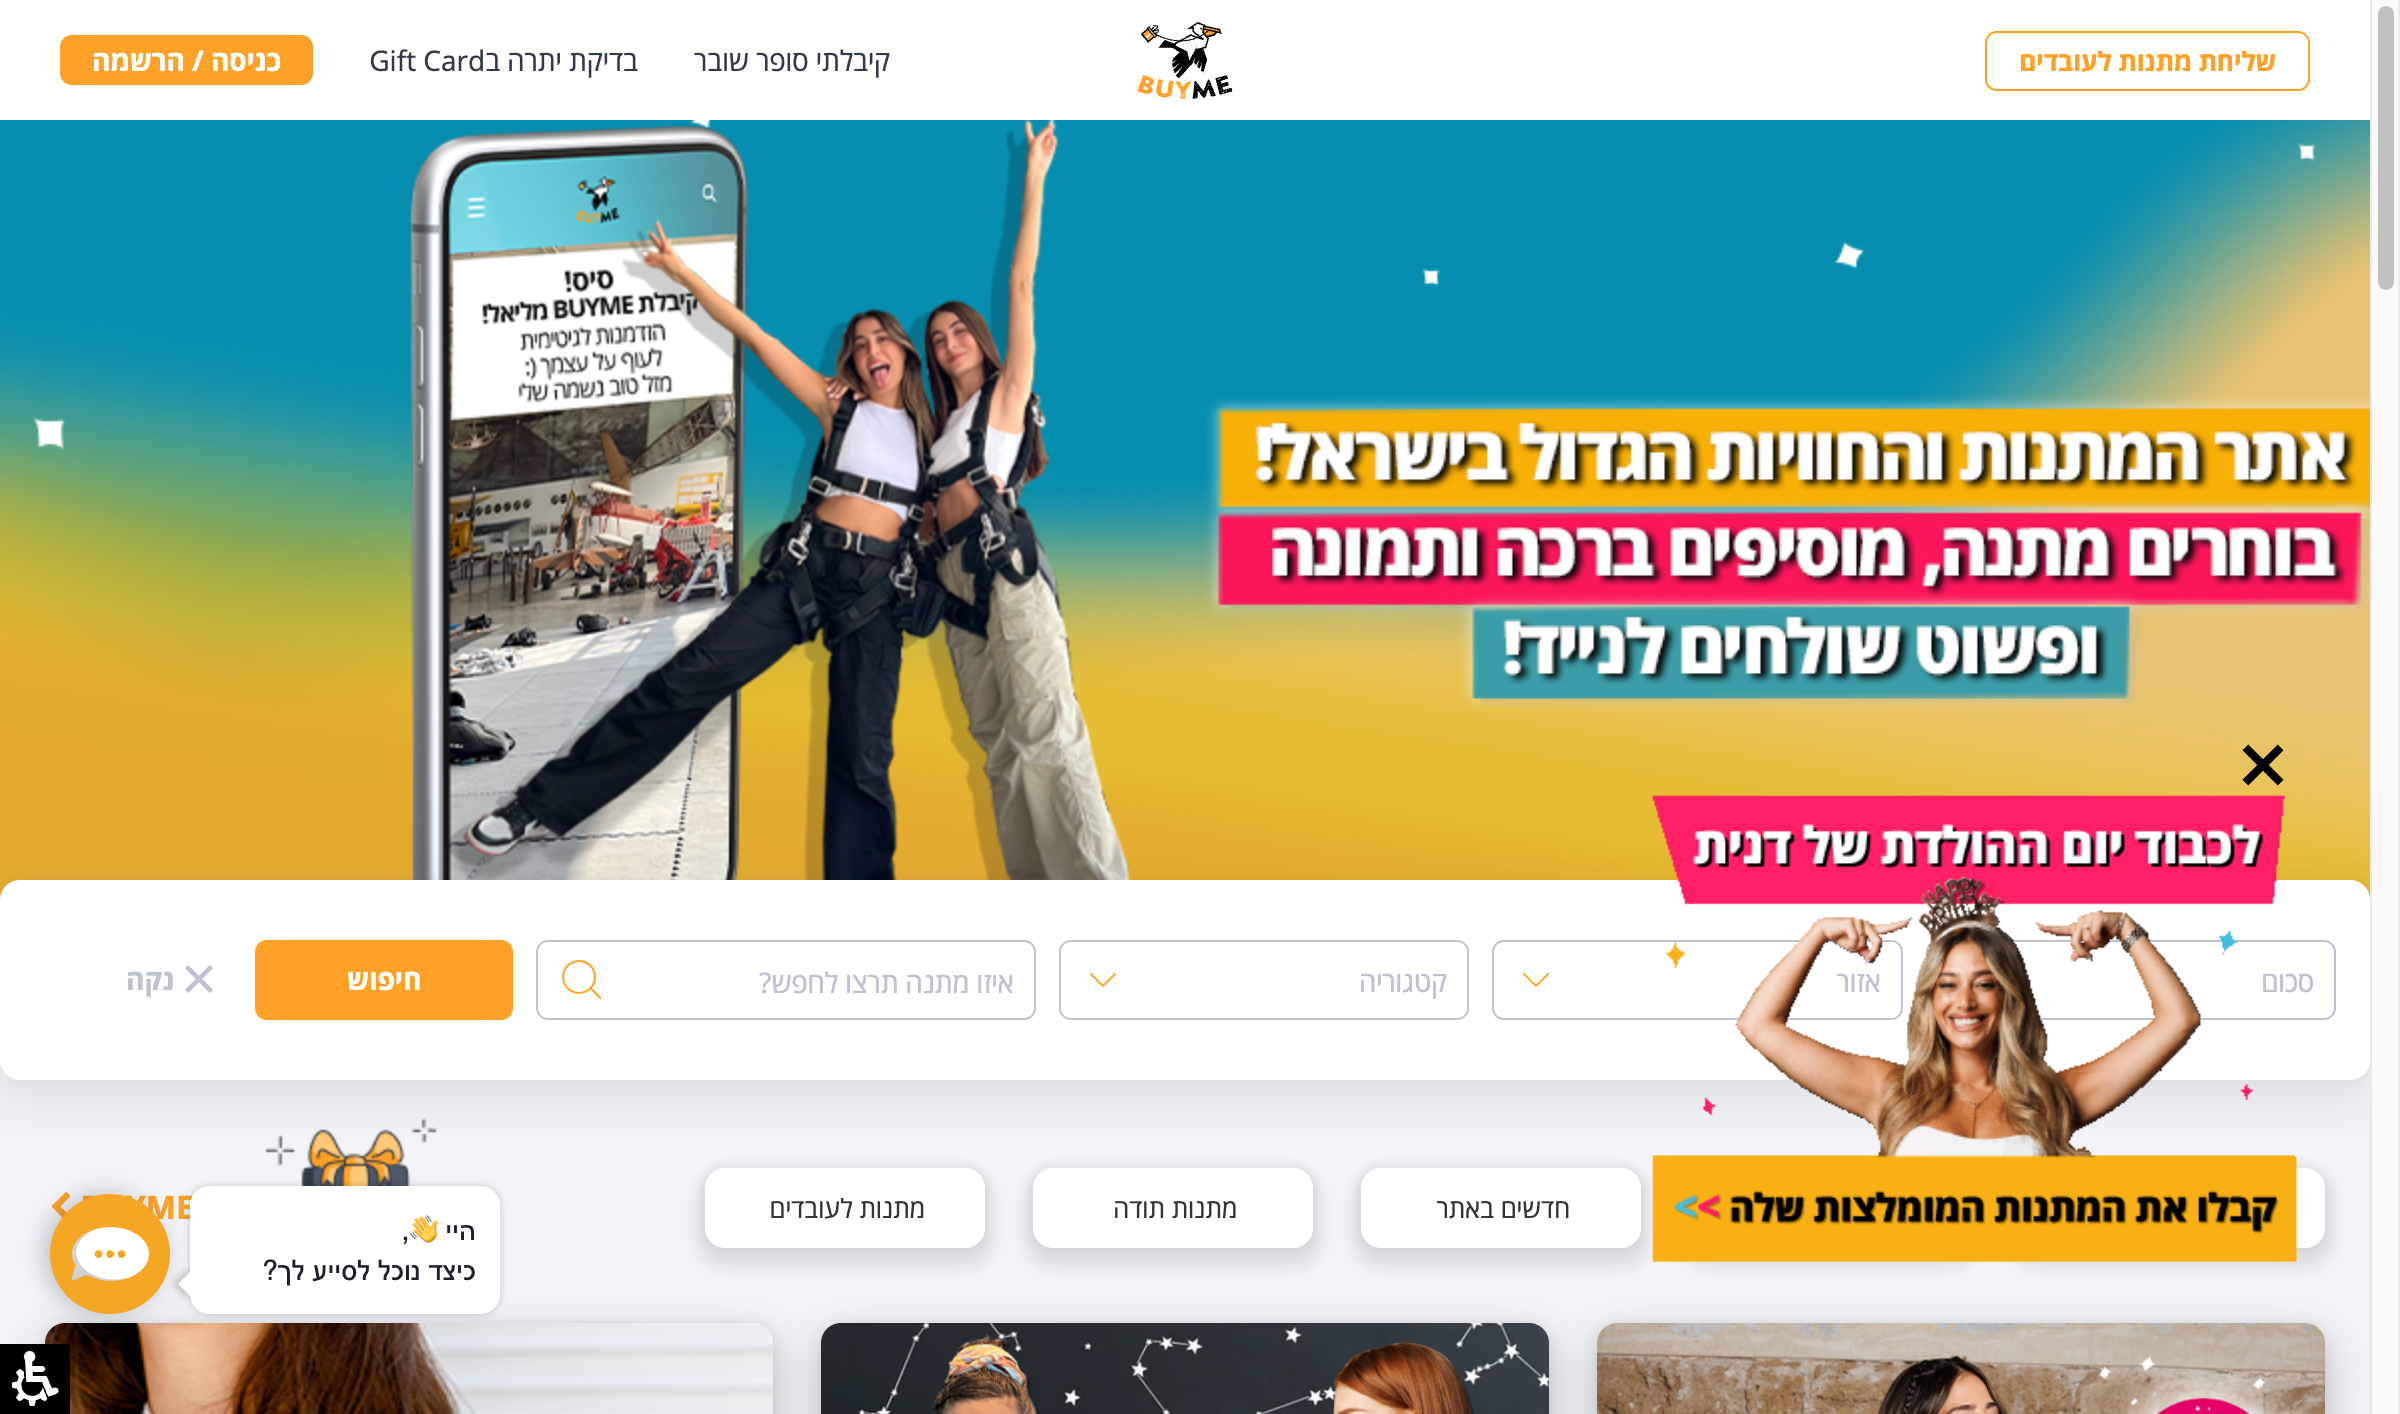 שליחת מתנות לעובדים
BUYME
קיבלתי סופר שובר
בדיקת יתרה בGift Card
כניסה / הרשמה
BUYME
סיס!
קיבלת BUYME מליאל!
הזדמנות לגיטימית
לעוף על עצמך (:
מזל טוב נשמה שלי
אתר המתנות והחוויות הגדול בישראל!
בוחרים מתנה, מוסיפים ברכה ותמונה
ופשוט שולחים לנייד!
לכבוד יום ההולדת של דנית
HAPPY
סכום
אזור
קטגוריה
איזו מתנה תרצו לחפש?
חיפוש
נקה
קבלו את המתנות המומלצות שלה >>
חדשים באתר
מתנות תודה
מתנות לעובדים
BUYME
היי 👋,
כיצד נוכל לסייע לך?